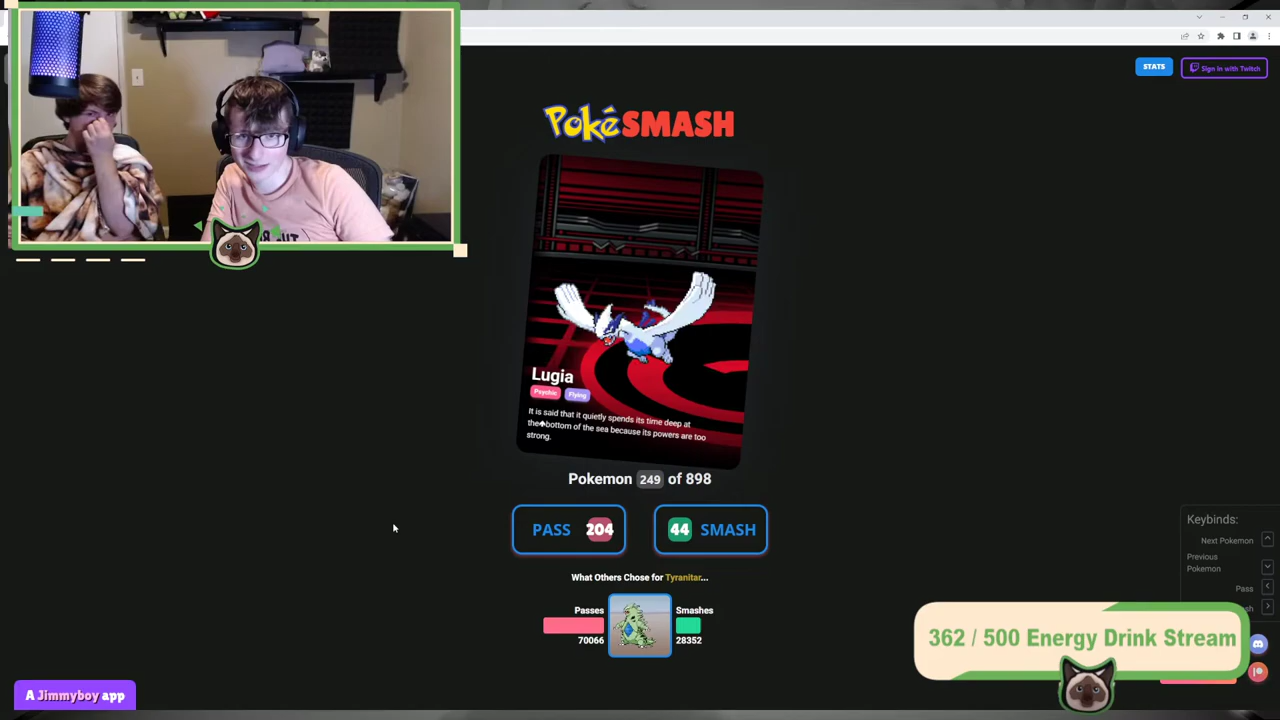 STATS
Sign in with Twitch
PokéSMASH
Lugia
Psychic
Flying
It is said that it quietly spends its time deep at
the bottom of the sea because its powers are too
strong.
Pokemon 249 of 898
PASS 204
44 SMASH
What Others Chose for Tyranitar...
Passes
70066
Smashes
28352
Keybinds:
Next Pokemon
Previous
Pokemon
Pass
362 / 500 Energy Drink Stream
A Jimmyboy app